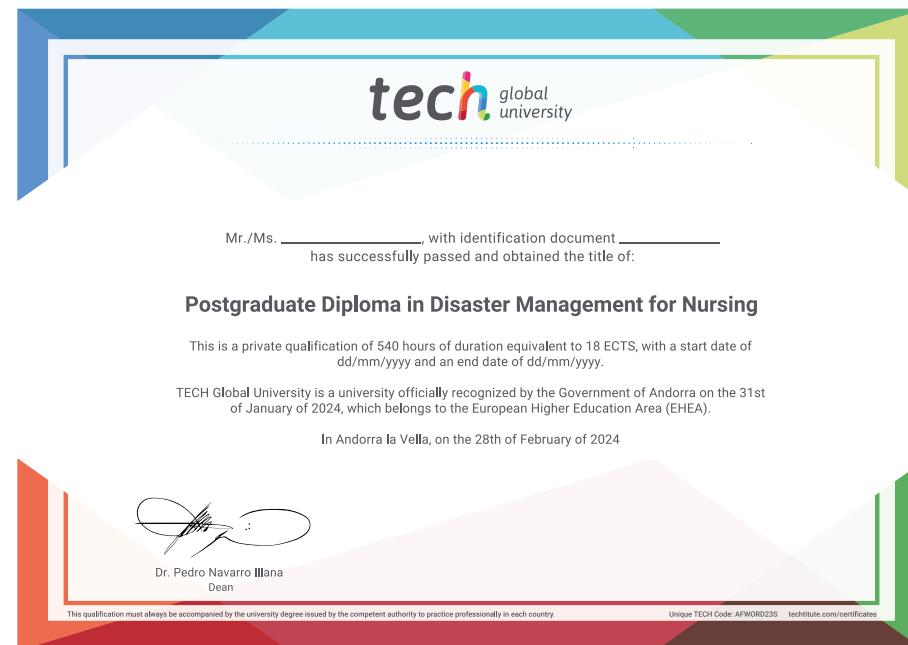 tech global university
Mr./Ms. ____________, with identification document ____________
has successfully passed and obtained the title of:
Postgraduate Diploma in Disaster Management for Nursing
This is a private qualification of 540 hours of duration equivalent to 18 ECTS, with a start date of
dd/mm/yyyy and an end date of dd/mm/yyyy.
TECH Global University is a university officially recognized by the Government of Andorra on the 31st
of January of 2024, which belongs to the European Higher Education Area (EHEA).
In Andorra la Vella, on the 28th of February of 2024
Dr. Pedro Navarro Illana
Dean
This qualification must always be accompanied by the university degree issued by the competent authority to practice professionally in each country.
Unique TECH Code: AFWORD23S techtitute.com/certificates